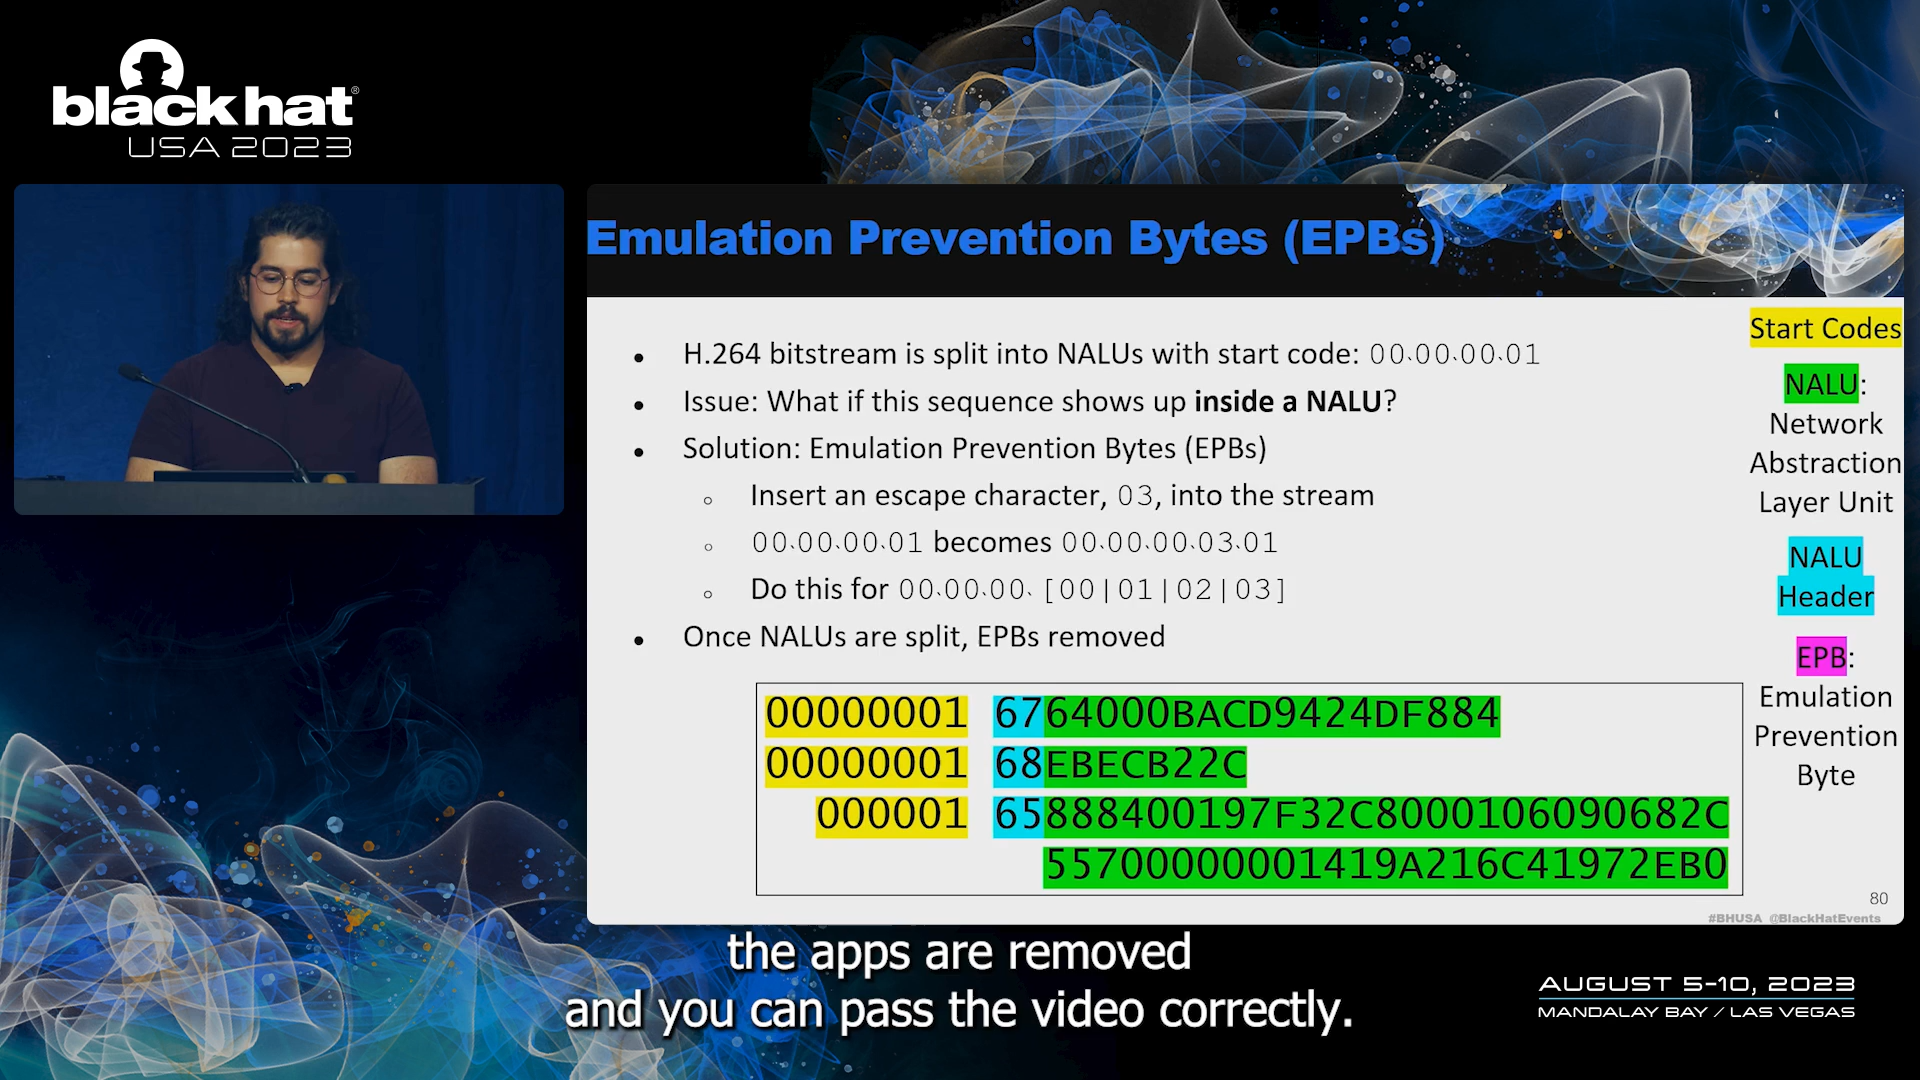 blackhat®
USA 2023
Emulation Prevention Bytes (EPBs)
• H.264 bitstream is split into NALUs with start code: 00.00.00.01
• Issue: What if this sequence shows up inside a NALU?
• Solution: Emulation Prevention Bytes (EPBs)
◦ Insert an escape character, 03, into the stream
◦ 00.00.00.01 becomes 00.00.00.03.01
◦ Do this for 00.00.00.[00|01|02|03]
• Once NALUs are split, EPBs removed
00000001 6764000BACD9424DF884
00000001 68EBECB22C
000001 65888400197F32C8000106090682C
55700000001419A216C41972EB0
Start Codes
NALU:
Network
Abstraction
Layer Unit
NALU
Header
EPB:
Emulation
Prevention
Byte
80
#BHUSA @BlackHatEvents
the apps are removed
and you can pass the video correctly.
AUGUST 5-10, 2023
MANDALAY BAY / LAS VEGAS